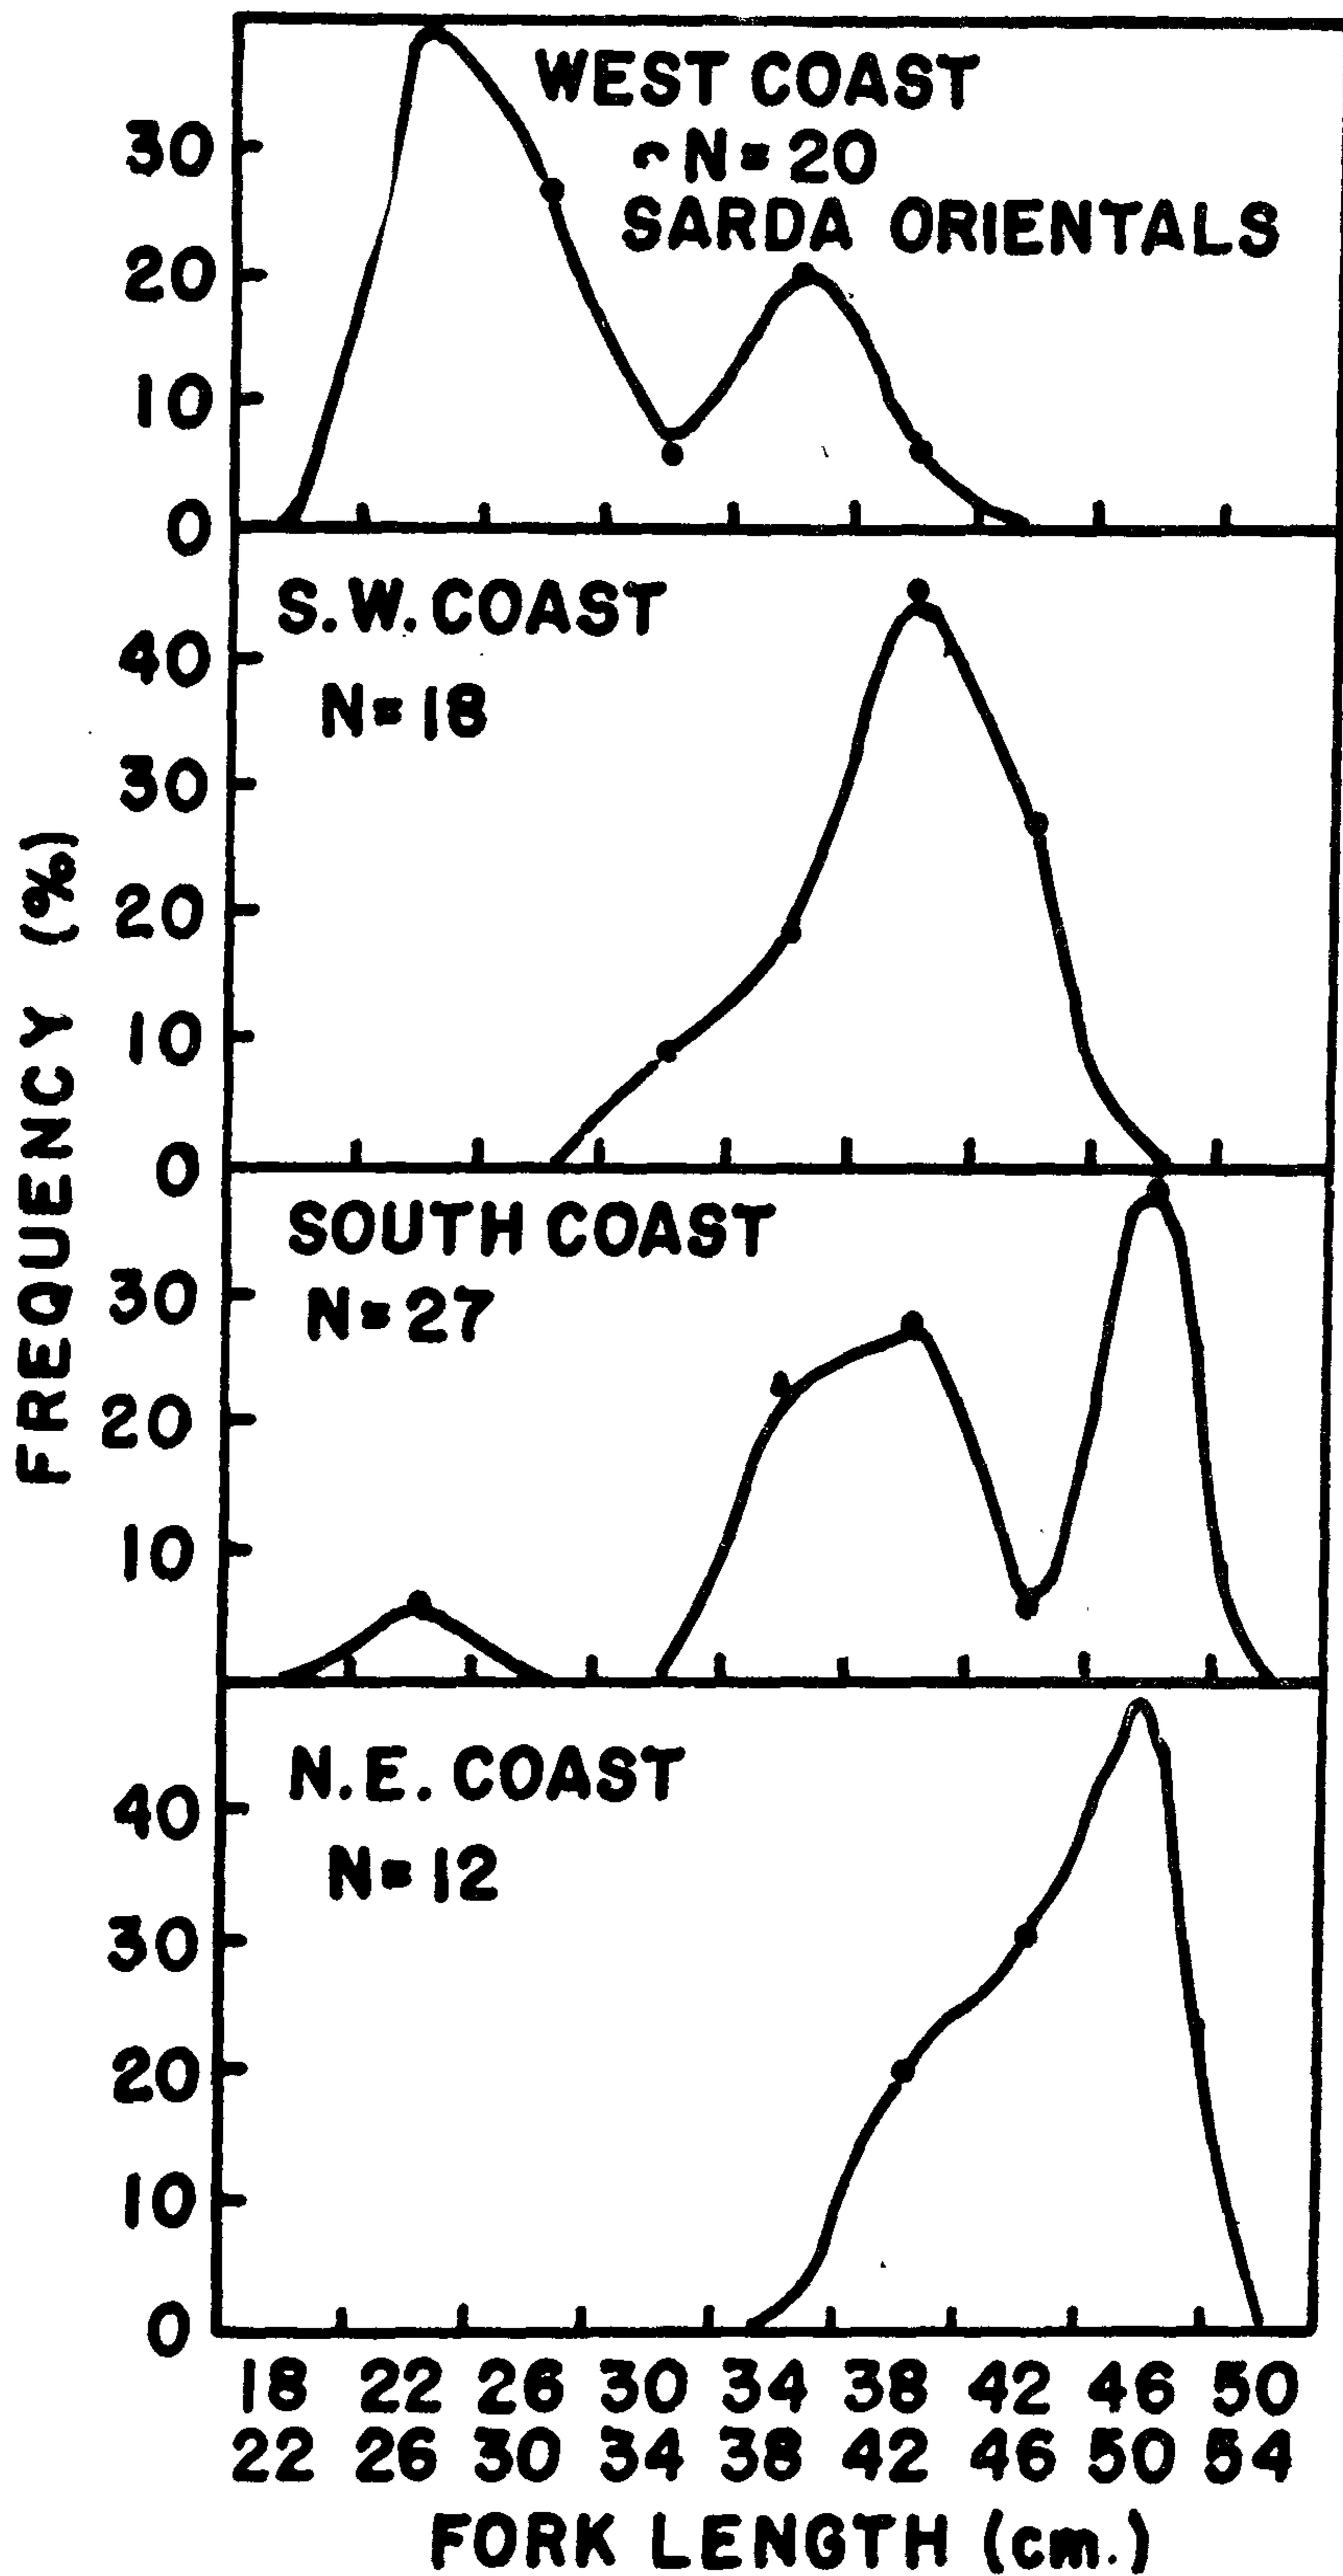 WEST COAST
N=20
SARDA ORIENTALS
30
20
10
0
S.W. COAST
N=18
40
30
20
10
0
SOUTH COAST
N=27
30
20
10
N.E. COAST
N=12
40
30
20
10
0
FREQUENCY (%)
18 22 26 30 34 38 42 46 50
22 26 30 34 38 42 46 50 54
FORK LENGTH (cm.)